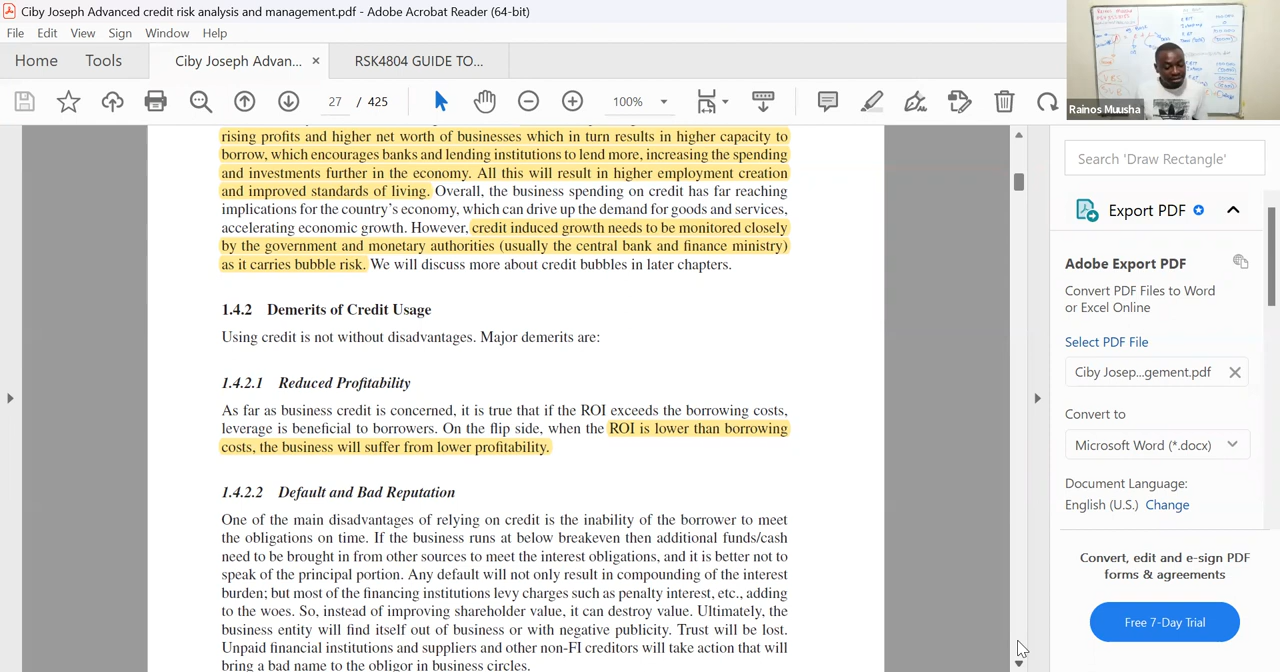 Ciby Joseph Advanced credit risk analysis and management.pdf - Adobe Acrobat Reader (64-bit)
File Edit View Sign Window Help
Home Tools Ciby Joseph Advan... × RSK4804 GUIDE TO...
27 / 425 100%
Rainos Muusha
rising profits and higher net worth of businesses which in turn results in higher capacity to
borrow, which encourages banks and lending institutions to lend more, increasing the spending
and investments further in the economy. All this will result in higher employment creation
and improved standards of living. Overall, the business spending on credit has far reaching
implications for the country's economy, which can drive up the demand for goods and services,
accelerating economic growth. However, credit induced growth needs to be monitored closely
by the government and monetary authorities (usually the central bank and finance ministry)
as it carries bubble risk. We will discuss more about credit bubbles in later chapters.
1.4.2 Demerits of Credit Usage
Using credit is not without disadvantages. Major demerits are:
1.4.2.1 Reduced Profitability
As far as business credit is concerned, it is true that if the ROI exceeds the borrowing costs,
leverage is beneficial to borrowers. On the flip side, when the ROI is lower than borrowing
costs, the business will suffer from lower profitability.
1.4.2.2 Default and Bad Reputation
One of the main disadvantages of relying on credit is the inability of the borrower to meet
the obligations on time. If the business runs at below breakeven then additional funds/cash
need to be brought in from other sources to meet the interest obligations, and it is better not to
speak of the principal portion. Any default will not only result in compounding of the interest
burden; but most of the financing institutions levy charges such as penalty interest, etc., adding
to the woes. So, instead of improving shareholder value, it can destroy value. Ultimately, the
business entity will find itself out of business or with negative publicity. Trust will be lost.
Unpaid financial institutions and suppliers and other non-FI creditors will take action that will
bring a bad name to the obligor in business circles.
Search 'Draw Rectangle'
Export PDF
Adobe Export PDF
Convert PDF Files to Word
or Excel Online
Select PDF File
Ciby Josep...gement.pdf ×
Convert to
Microsoft Word (*.docx)
Document Language:
English (U.S.) Change
Convert, edit and e-sign PDF
forms & agreements
Free 7-Day Trial